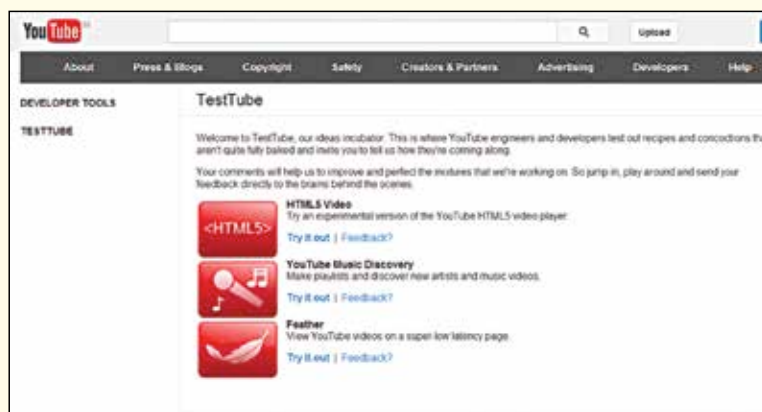 YouTube
Upload
About Press & Blogs Copyright Safety Creators & Partners Advertising Developers Help
DEVELOPER TOOLS
TESTTUBE
TestTube
Welcome to TestTube, our ideas incubator. This is where YouTube engineers and developers test out recipes and concoctions th
aren't quite fully baked and invite you to tell us how they're coming along.
Your comments will help us to improve and perfect the mixtures that we're working on. So jump in, play around and send your
feedback directly to the brains behind the scenes.
<HTML5>
HTML5 Video
Try an experimental version of the YouTube HTML5 video player.
Try it out | Feedback?
YouTube Music Discovery
Make playlists and discover new artists and music videos.
Try it out | Feedback?
Feather
View YouTube videos on a super low latency page.
Try it out | Feedback?